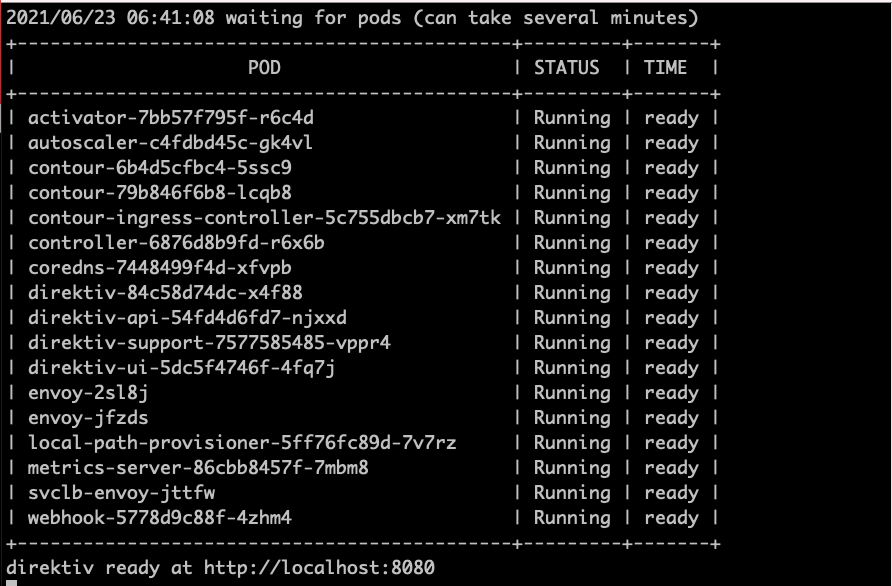 2021/06/23 06:41:08 waiting for pods (can take several minutes)
+---------------------------------------------+---------+-------+
|                     POD                     | STATUS  | TIME  |
+---------------------------------------------+---------+-------+
| activator-7bb57f795f-r6c4d                  | Running | ready |
| autoscaler-c4fdbd45c-gk4vl                  | Running | ready |
| contour-6b4d5cfbc4-5ssc9                    | Running | ready |
| contour-79b846f6b8-lcqb8                    | Running | ready |
| contour-ingress-controller-5c755dbcb7-xm7tk | Running | ready |
| controller-6876d8b9fd-r6x6b                 | Running | ready |
| coredns-7448499f4d-xfvpb                    | Running | ready |
| direktiv-84c58d74dc-x4f88                   | Running | ready |
| direktiv-api-54fd4d6fd7-njxxd               | Running | ready |
| direktiv-support-7577585485-vppr4           | Running | ready |
| direktiv-ui-5dc5f4746f-4fq7j                | Running | ready |
| envoy-2sl8j                                 | Running | ready |
| envoy-jfzds                                 | Running | ready |
| local-path-provisioner-5ff76fc89d-7v7rz     | Running | ready |
| metrics-server-86cbb8457f-7mbm8             | Running | ready |
| svclb-envoy-jttfw                           | Running | ready |
| webhook-5778d9c88f-4zhm4                    | Running | ready |
+---------------------------------------------+---------+-------+
direktiv ready at http://localhost:8080